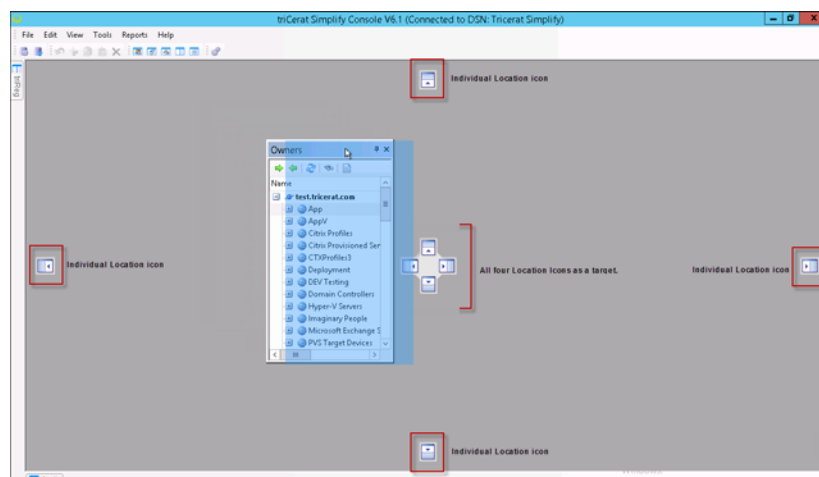 triCerat Simplify Console V6.1 (Connected to DSN: Tricerat Simplify)
File Edit View Tools Reports Help
triReg
Individual Location icon
Owners
Name
test.tricerat.com
App
AppV
Citrix Profiles
Citrix Provisioned Ser
CTXProfiles3
Deployment
DEV Testing
Domain Controllers
Hyper-V Servers
Imaginary People
Microsoft Exchange S
PVS Target Devices
Individual Location icon
All four Location Icons as a target.
Individual Location icon
Individual Location icon